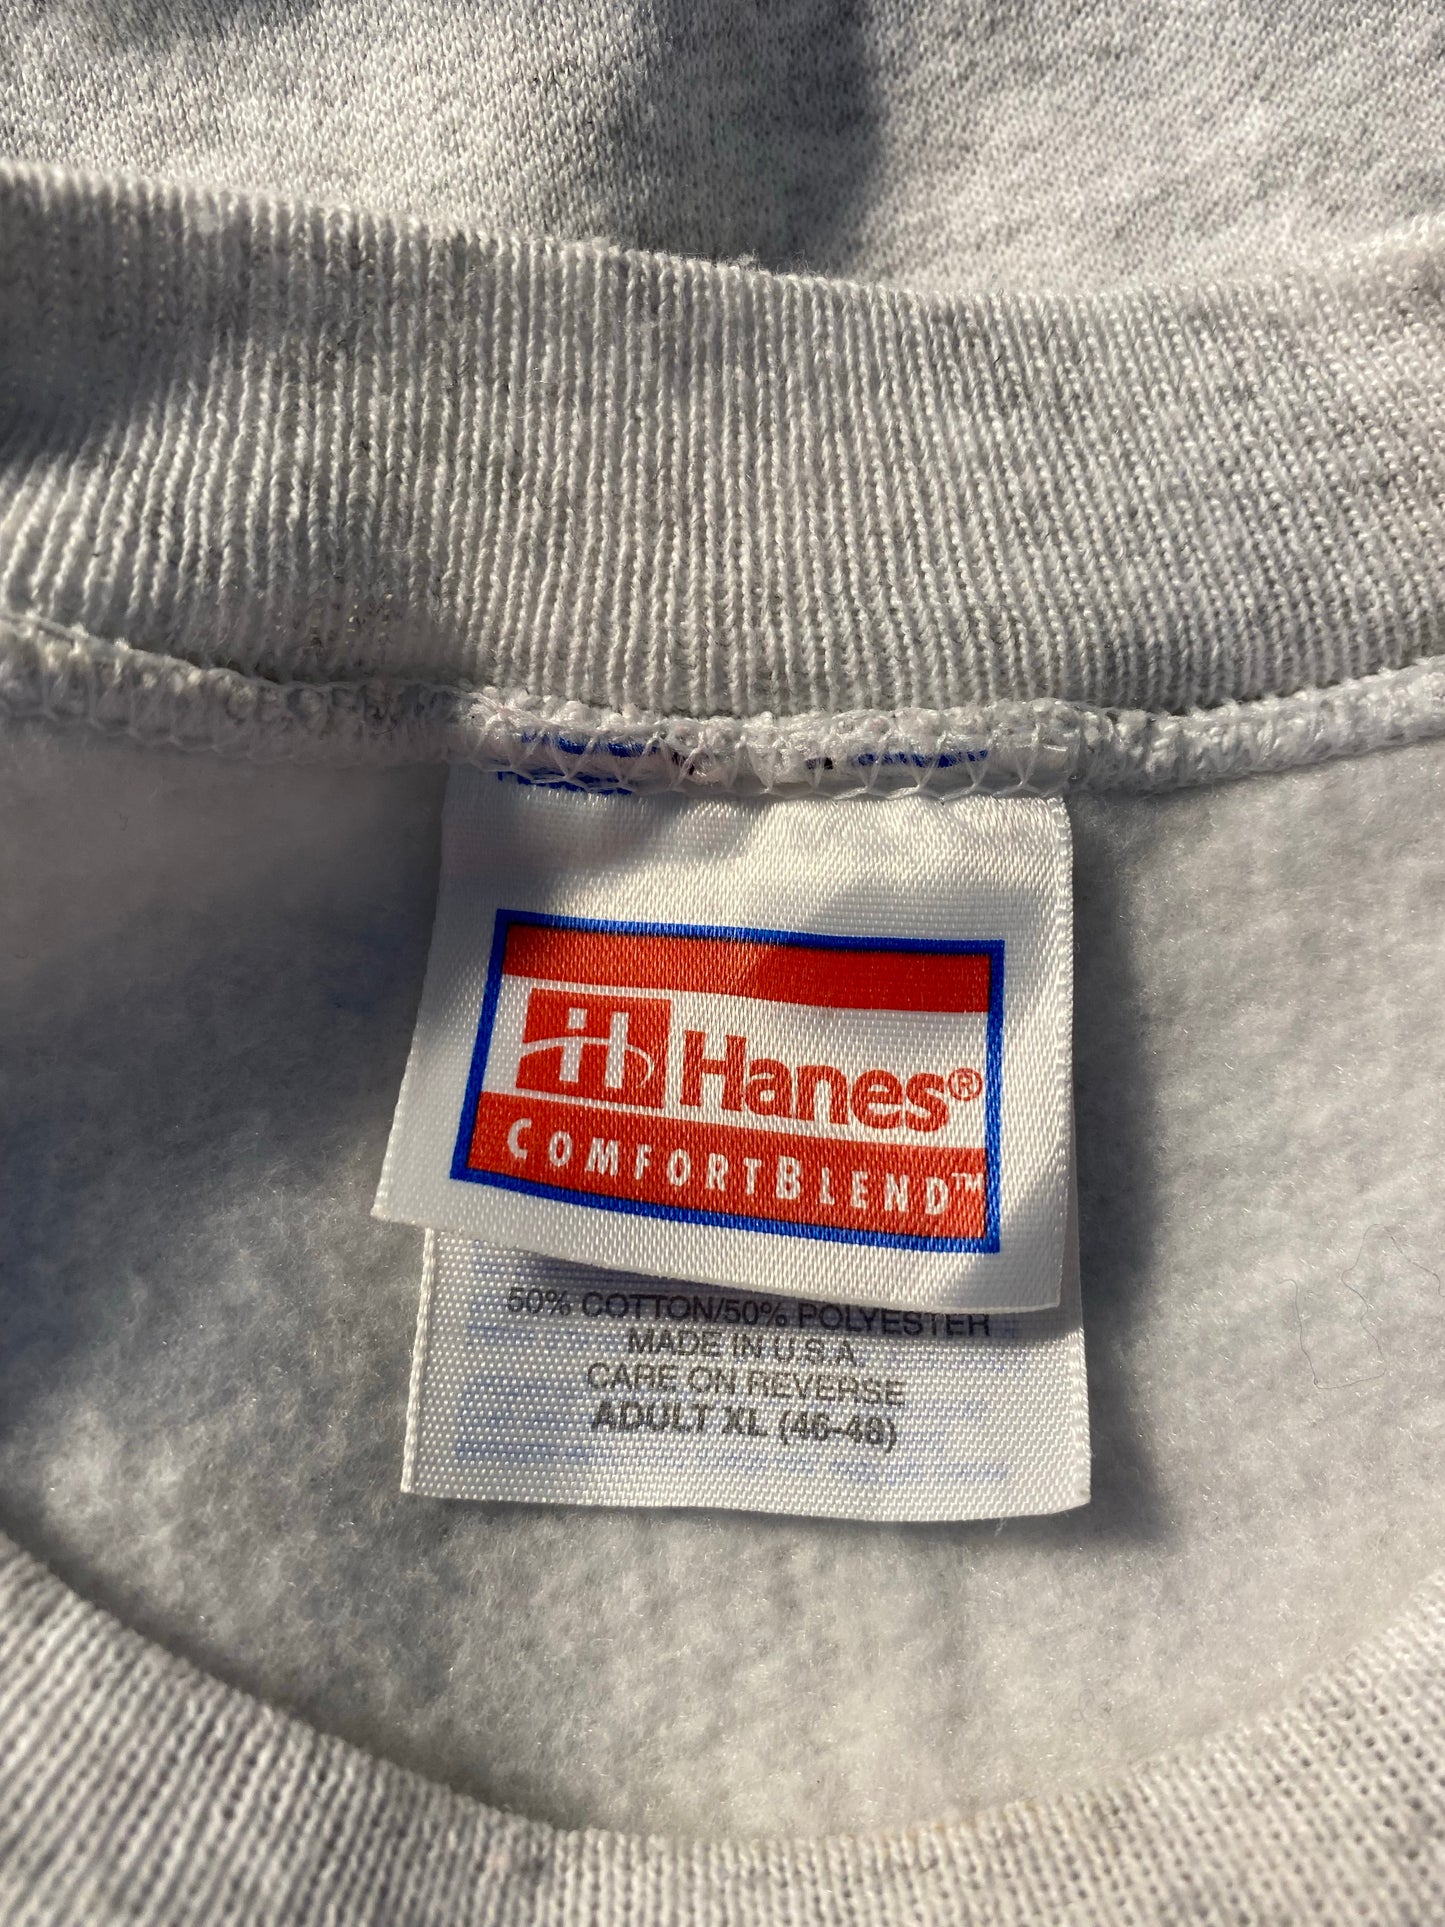 Hanes®
COMFORTBLEND™
50% COTTON/50% POLYESTER
MADE IN U.S.A.
CARE ON REVERSE
ADULT XL (46-48)